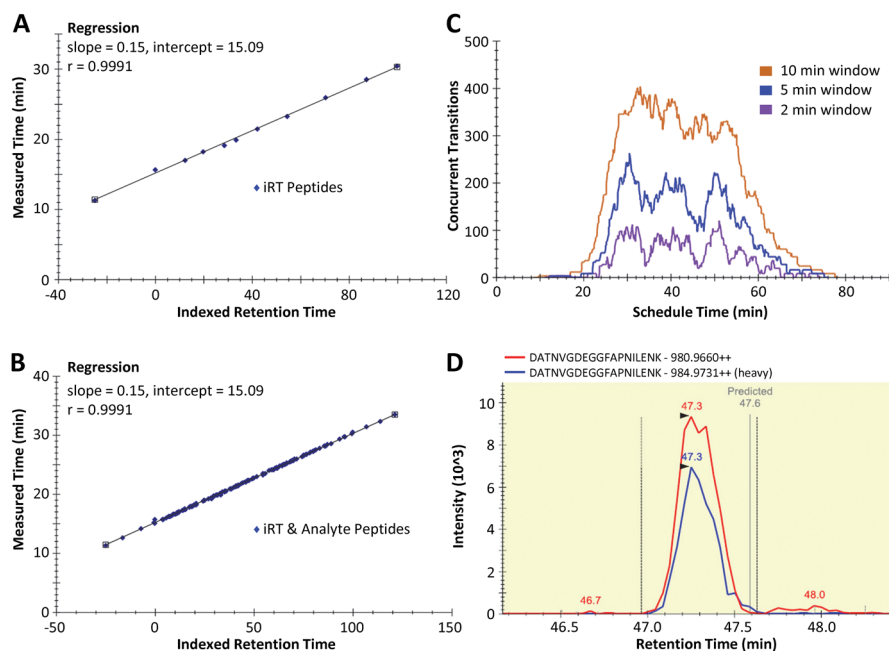 A
Regression
slope = 0.15, intercept = 15.09
r = 0.9991
30
20
10
0
-40
0
40
80
120
Measured Time (min)
Indexed Retention Time
iRT Peptides
B
Regression
slope = 0.15, intercept = 15.09
r = 0.9991
40
30
20
10
0
-50
0
50
100
150
Measured Time (min)
Indexed Retention Time
iRT & Analyte Peptides
C
500
400
300
200
100
0
0
20
40
60
80
Concurrent Transitions
Schedule Time (min)
10 min window
5 min window
2 min window
D
DATNVGDEGGFAPNILENK - 980.9660++
DATNVGDEGGFAPNILENK - 984.9731++ (heavy)
Predicted
47.6
47.3
47.3
46.7
48.0
10
8
6
4
2
0
46.5
47.0
47.5
48.0
Intensity (10^3)
Retention Time (min)